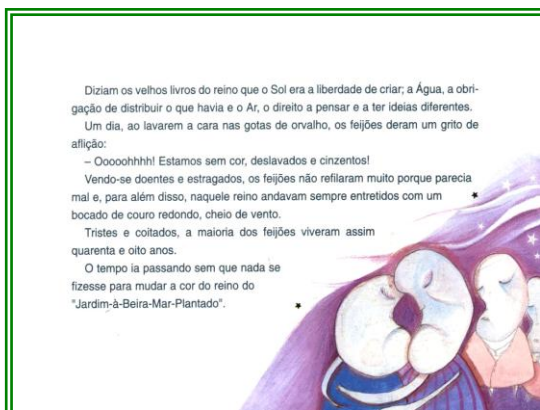 Diziam os velhos livros do reino que o Sol era a liberdade de criar; a Água, a obri-
gação de distribuir o que havia e o Ar, o direito a pensar e a ter ideias diferentes.
Um dia, ao lavarem a cara nas gotas de orvalho, os feijões deram um grito de
aflição:
– Ooooohhhh! Estamos sem cor, deslavados e cinzentos!
Vendo-se doentes e estragados, os feijões não refilaram muito porque parecia
mal e, para além disso, naquele reino andavam sempre entretidos com um
bocado de couro redondo, cheio de vento.
Tristes e coitados, a maioria dos feijões viveram assim
quarenta e oito anos.
O tempo ia passando sem que nada se
fizesse para mudar a cor do reino do
"Jardim-à-Beira-Mar-Plantado".